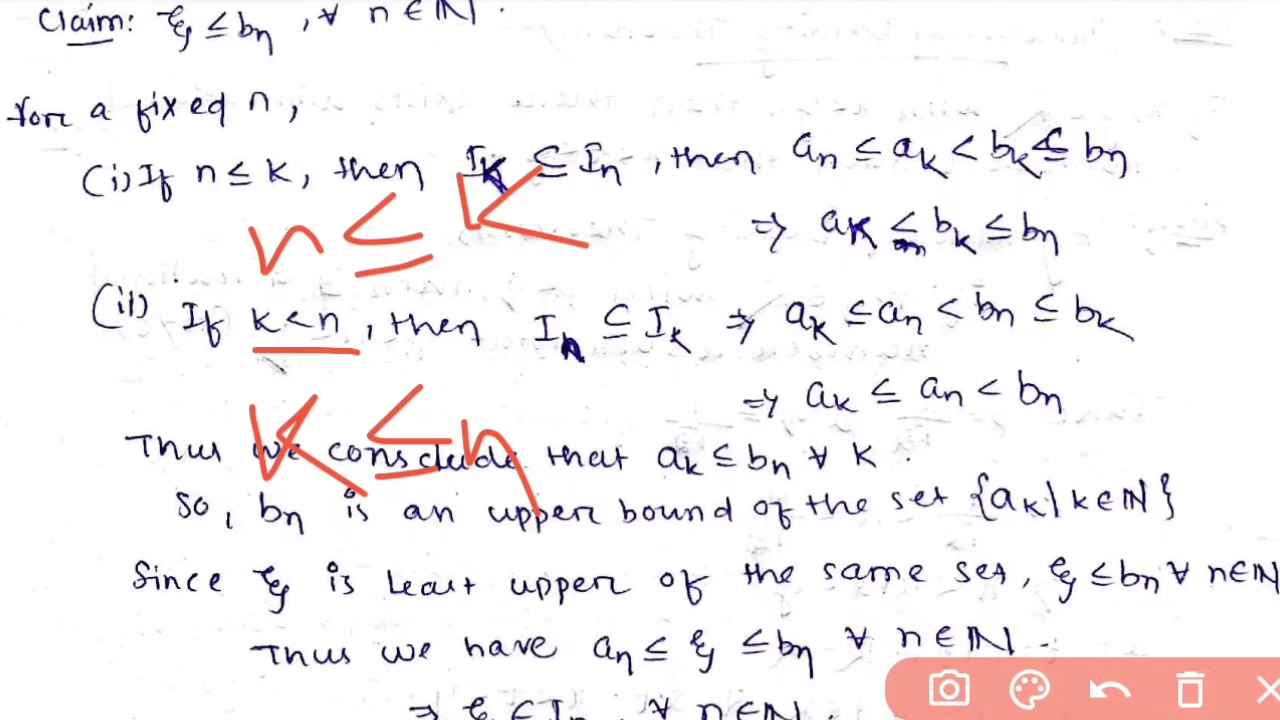 Claim: ξ ≤ bn, ∀ n ∈ ℕ.
for a fixed n,
(i) If n ≤ k, then Ik ⊆ In, then an ≤ ak < bk ≤ bn
n ≤ K
⇒ ak ≤ bk ≤ bn
(ii) If k < n, then In ⊆ Ik ⇒ ak ≤ an < bn ≤ bk
⇒ ak ≤ an < bn
K ≤ n
Thus we consclude that ak ≤ bn ∀ k.
So, bn is an upper bound of the set {ak | k ∈ ℕ}
Since ξ is least upper of the same set, ξ ≤ bn ∀ n ∈ ℕ
Thus we have an ≤ ξ ≤ bn ∀ n ∈ ℕ.
⇒ ξ ∈ In, ∀ n ∈ ℕ.